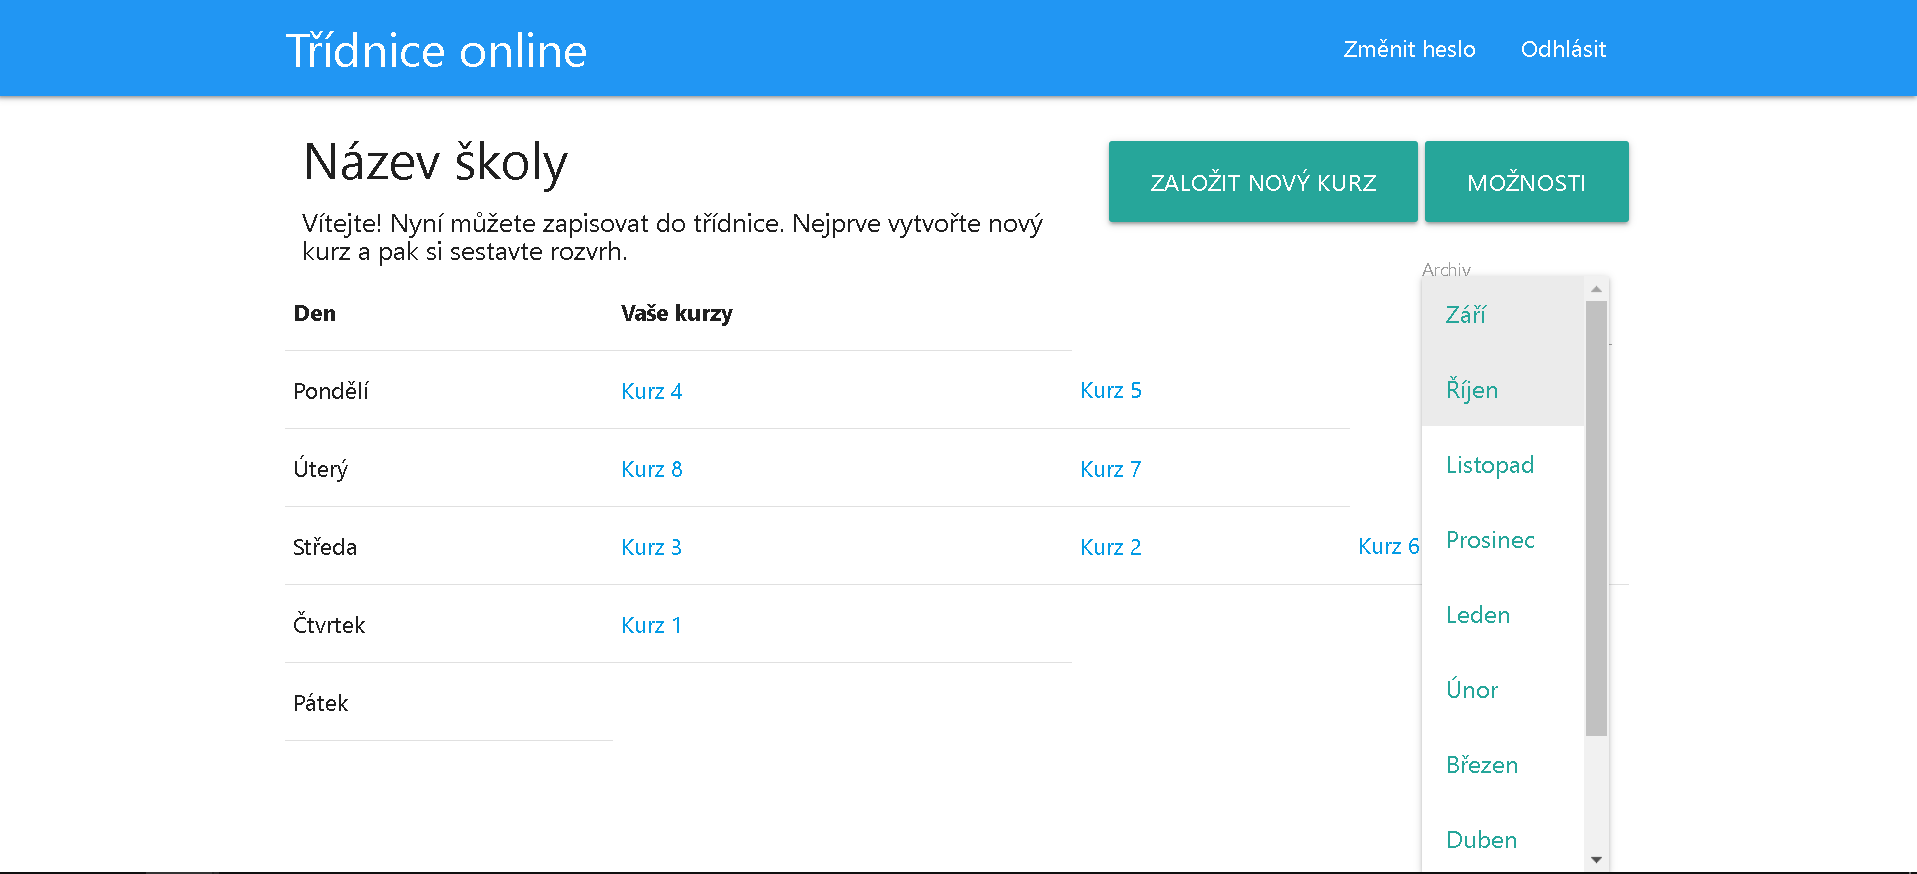 Třídnice online
Změnit heslo Odhlásit
Název školy
ZALOŽIT NOVÝ KURZ MOŽNOSTI
Vítejte! Nyní můžete zapisovat do třídnice. Nejprve vytvořte nový
kurz a pak si sestavte rozvrh.
Den Vaše kurzy
Pondělí Kurz 4 Kurz 5
Úterý Kurz 8 Kurz 7
Středa Kurz 3 Kurz 2 Kurz 6
Čtvrtek Kurz 1
Pátek
Archiv
Září
Říjen
Listopad
Prosinec
Leden
Únor
Březen
Duben